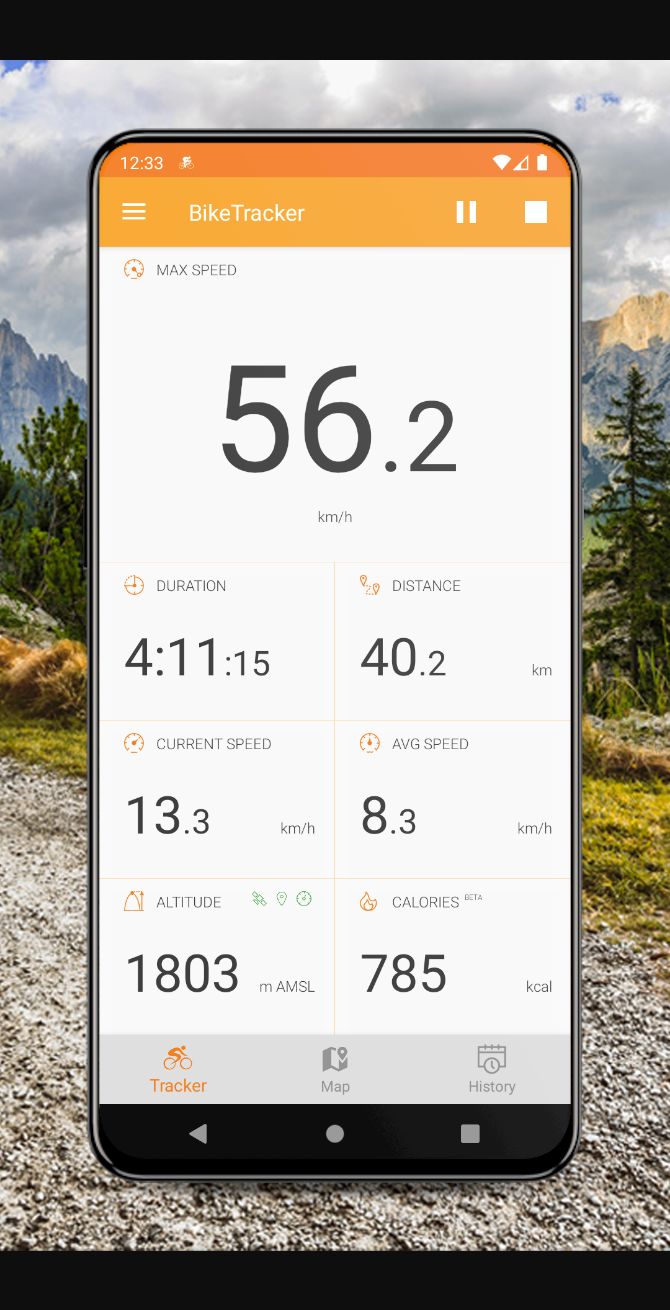 12:33
BikeTracker
MAX SPEED
56.2
km/h
DURATION
4:11:15
DISTANCE
40.2 km
CURRENT SPEED
13.3 km/h
AVG SPEED
8.3 km/h
ALTITUDE
1803 m AMSL
CALORIES BETA
785 kcal
Tracker
Map
History